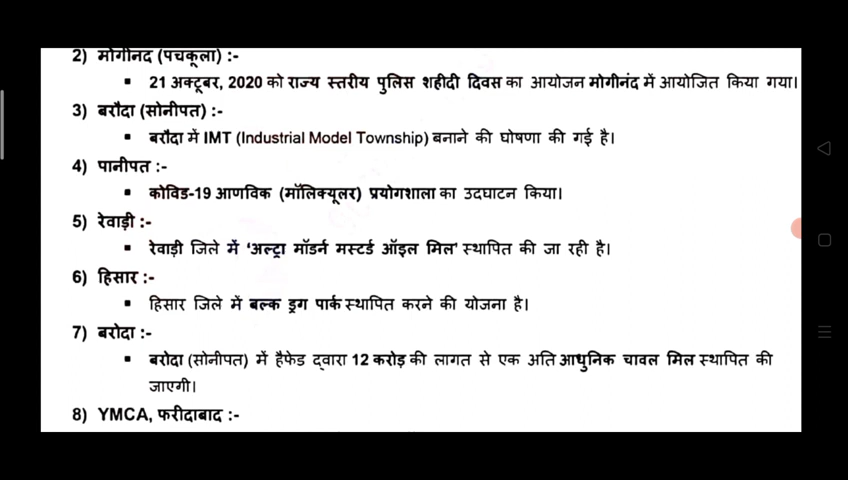 2) मोगीनंद (पंचकूला) :-
▪ 21 अक्टूबर, 2020 को राज्य स्तरीय पुलिस शहीदी दिवस का आयोजन मोगीनंद में आयोजित किया गया।
3) बरौदा (सोनीपत) :-
▪ बरौदा में IMT (Industrial Model Township) बनाने की घोषणा की गई है।
4) पानीपत :-
▪ कोविड-19 आणविक (मॉलिक्यूलर) प्रयोगशाला का उदघाटन किया।
5) रेवाड़ी :-
▪ रेवाड़ी जिले में ‘अल्ट्रा मॉडर्न मस्टर्ड ऑइल मिल’ स्थापित की जा रही है।
6) हिसार :-
▪ हिसार जिले में बल्क ड्रग पार्क स्थापित करने की योजना है।
7) बरोदा :-
▪ बरोदा (सोनीपत) में हैफेड द्वारा 12 करोड़ की लागत से एक अति आधुनिक चावल मिल स्थापित की
जाएगी।
8) YMCA, फरीदाबाद :-